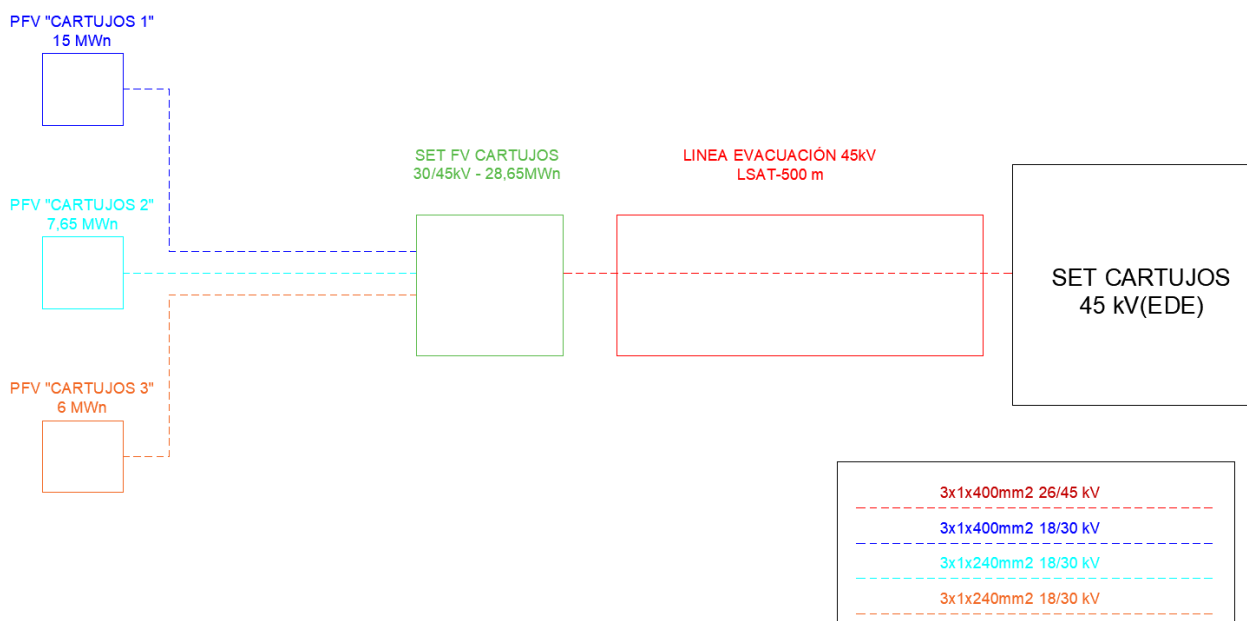 PFV "CARTUJOS 1"
15 MWn
SET FV CARTUJOS
30/45kV - 28,65MWn
LINEA EVACUACIÓN 45kV
LSAT-500 m
PFV "CARTUJOS 2"
7,65 MWn
SET CARTUJOS
45 kV(EDE)
PFV "CARTUJOS 3"
6 MWn
3x1x400mm2 26/45 kV
3x1x400mm2 18/30 kV
3x1x240mm2 18/30 kV
3x1x240mm2 18/30 kV